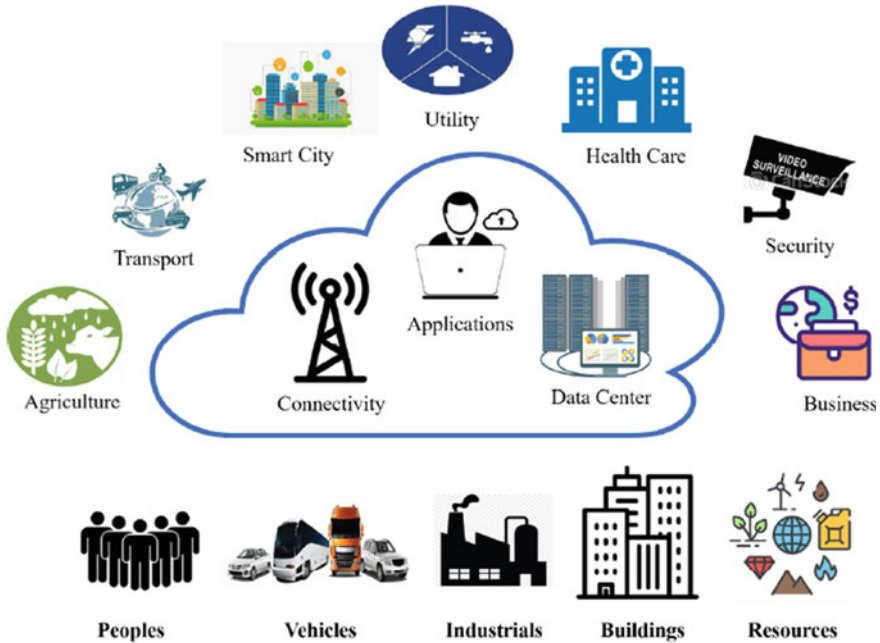 Utility
Smart City
Health Care
VIDEO
SURVEILLANCE
Transport
Security
Applications
Agriculture
Connectivity
Data Center
Business
Peoples
Vehicles
Industrials
Buildings
Resources